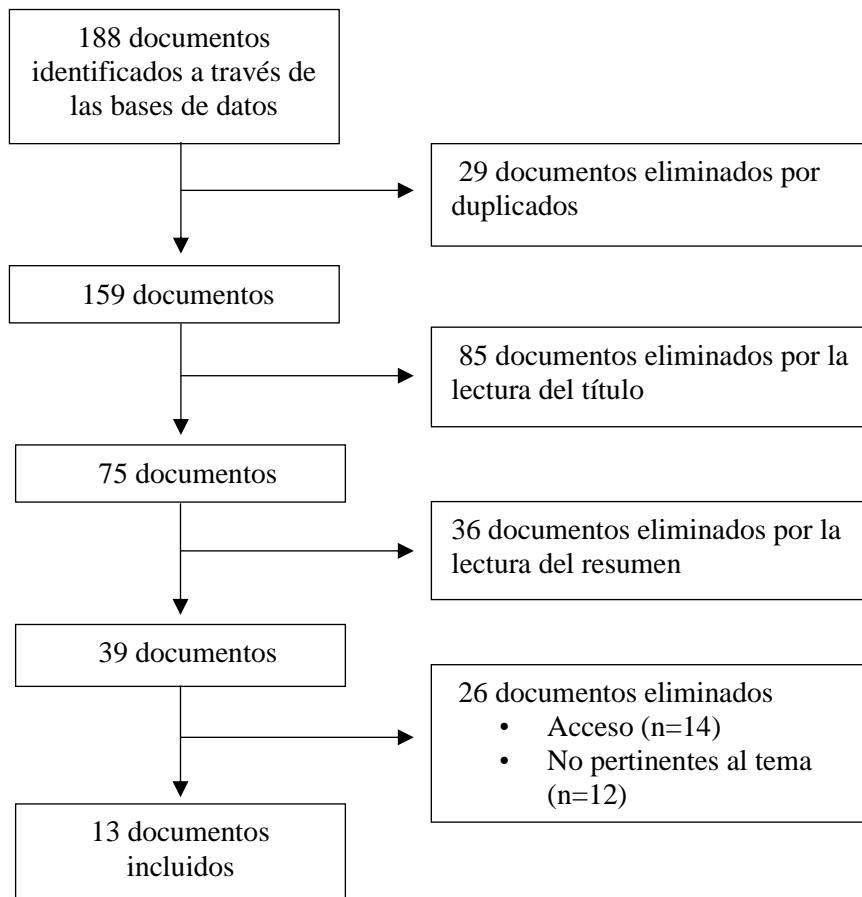 188 documentos
identificados a través de
las bases de datos
29 documentos eliminados por
duplicados
159 documentos
85 documentos eliminados por la
lectura del título
75 documentos
36 documentos eliminados por la
lectura del resumen
39 documentos
26 documentos eliminados
• Acceso (n=14)
• No pertinentes al tema
(n=12)
13 documentos
incluidos